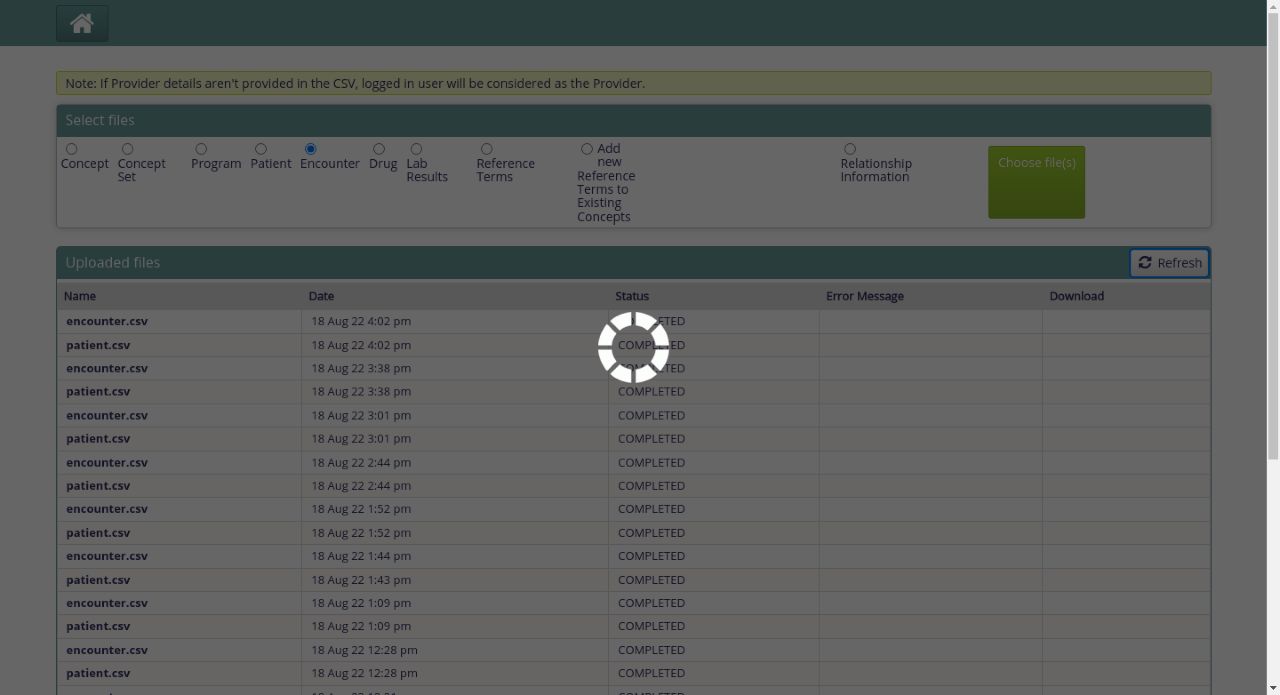 Note: If Provider details aren't provided in the CSV, logged in user will be considered as the Provider.
Select files
Concept
Concept Set
Program
Patient
Encounter
Drug
Lab Results
Reference Terms
Add new Reference Terms to Existing Concepts
Relationship Information
Choose file(s)
Uploaded files
Refresh
Name Date Status Error Message Download
encounter.csv 18 Aug 22 4:02 pm COMPLETED
patient.csv 18 Aug 22 4:02 pm COMPLETED
encounter.csv 18 Aug 22 3:38 pm COMPLETED
patient.csv 18 Aug 22 3:38 pm COMPLETED
encounter.csv 18 Aug 22 3:01 pm COMPLETED
patient.csv 18 Aug 22 3:01 pm COMPLETED
encounter.csv 18 Aug 22 2:44 pm COMPLETED
patient.csv 18 Aug 22 2:44 pm COMPLETED
encounter.csv 18 Aug 22 1:52 pm COMPLETED
patient.csv 18 Aug 22 1:52 pm COMPLETED
encounter.csv 18 Aug 22 1:44 pm COMPLETED
patient.csv 18 Aug 22 1:43 pm COMPLETED
encounter.csv 18 Aug 22 1:09 pm COMPLETED
patient.csv 18 Aug 22 1:09 pm COMPLETED
encounter.csv 18 Aug 22 12:28 pm COMPLETED
patient.csv 18 Aug 22 12:28 pm COMPLETED